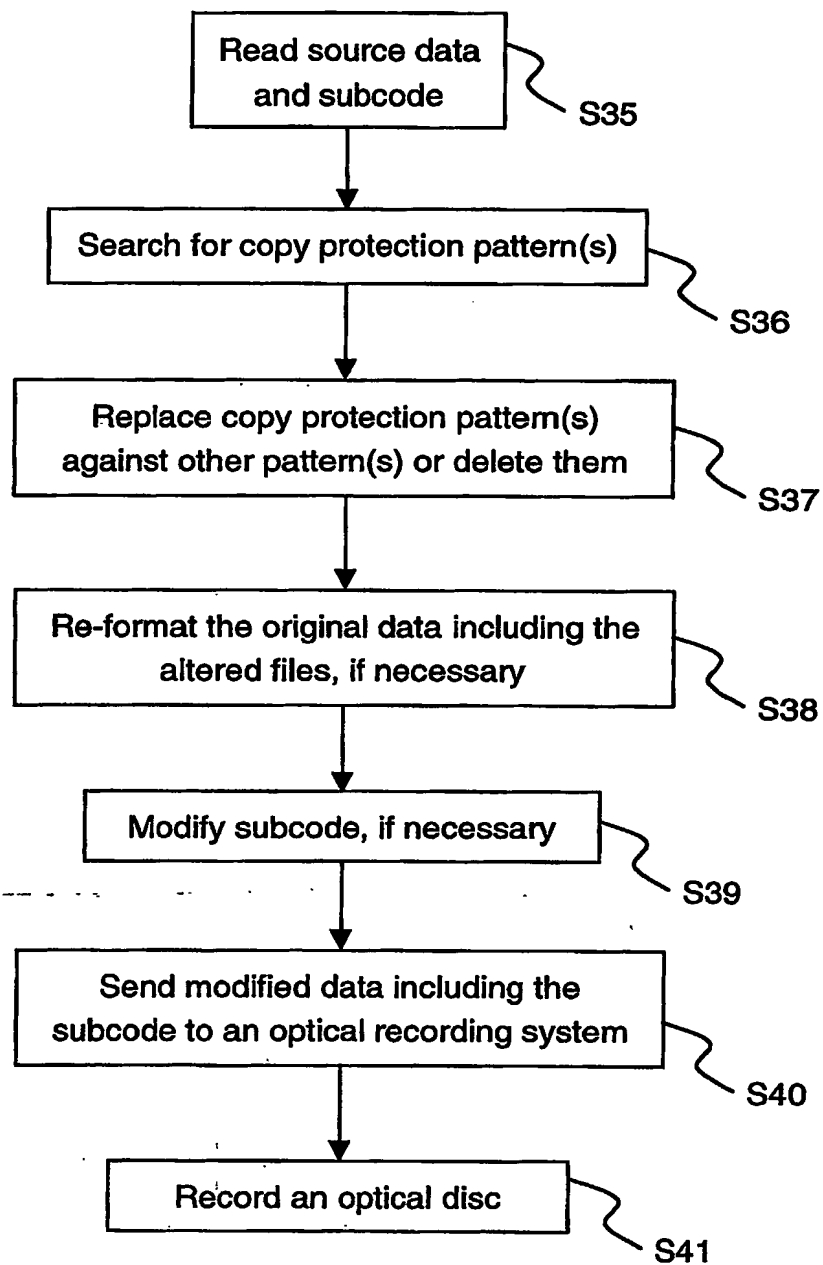 Read source data
and subcode
S35
Search for copy protection pattern(s)
S36
Replace copy protection pattern(s)
against other pattern(s) or delete them
S37
Re-format the original data including the
altered files, if necessary
S38
Modify subcode, if necessary
S39
Send modified data including the
subcode to an optical recording system
S40
Record an optical disc
S41